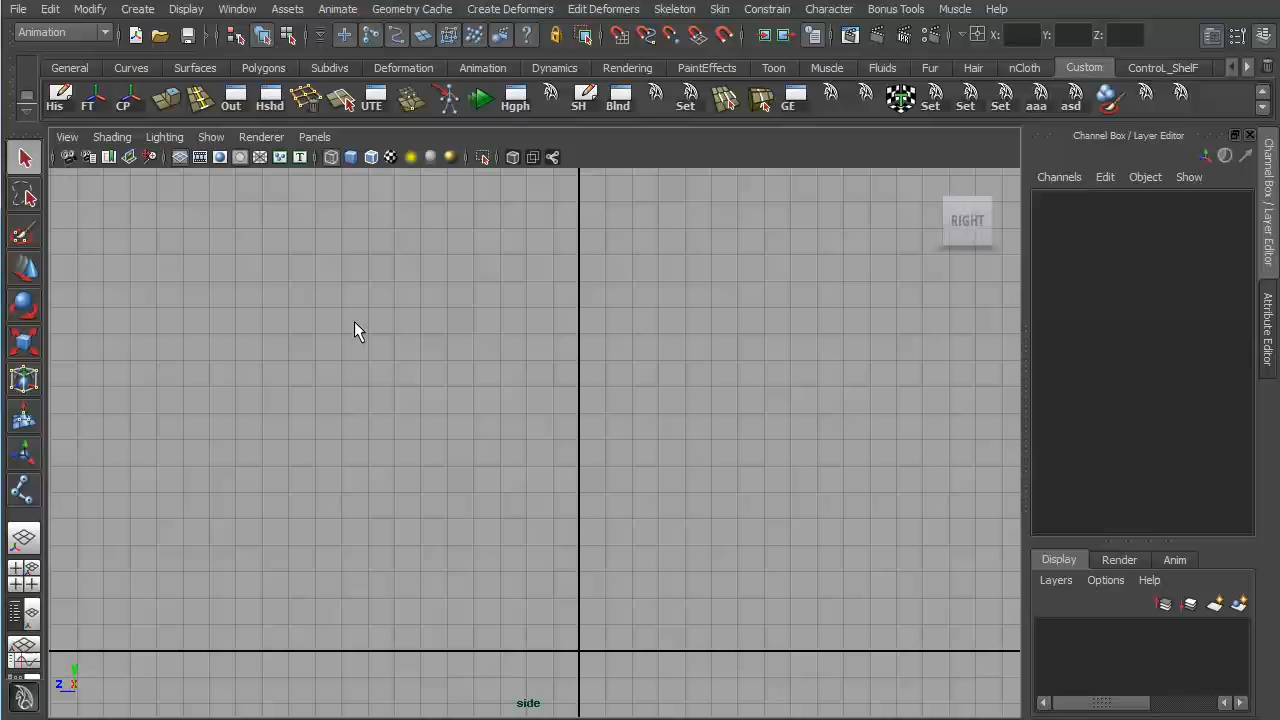 File Edit Modify Create Display Window Assets Animate Geometry Cache Create Deformers Edit Deformers Skeleton Skin Constraint Character Bonus Tools Muscle Help
Animation X: Y: Z:
General Curves Surfaces Polygons Subdivs Deformation Animation Dynamics Rendering PaintEffects Toon Muscle Fluids Fur Hair nCloth Custom ControL_ShelF
His FT CP Out Hshd UTE Hgph SH Blnd Set GE Set Set Set aaa asd
View Shading Lighting Show Renderer Panels
Channel Box / Layer Editor
Channels Edit Object Show
RIGHT
Channel Box / Layer Editor
Attribute Editor
Display Render Anim
Layers Options Help
y
z x
side